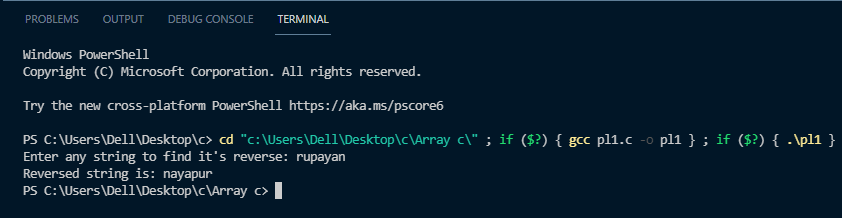 PROBLEMS OUTPUT DEBUG CONSOLE TERMINAL
Windows PowerShell
Copyright (C) Microsoft Corporation. All rights reserved.
Try the new cross-platform PowerShell https://aka.ms/pscore6
PS C:\Users\Dell\Desktop\c> cd "c:\Users\Dell\Desktop\c\Array c\" ; if ($?) { gcc pl1.c -o pl1 } ; if ($?) { .\pl1 }
Enter any string to find it's reverse: rupayan
Reversed string is: nayapur
PS C:\Users\Dell\Desktop\c\Array c>